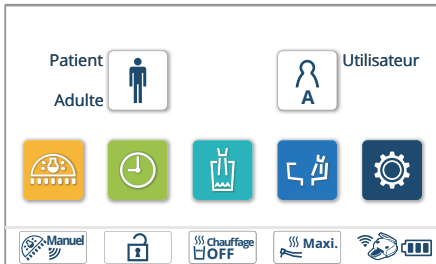 Patient
Adulte
Utilisateur
A
Manuel
Chauffage
OFF
Maxi.